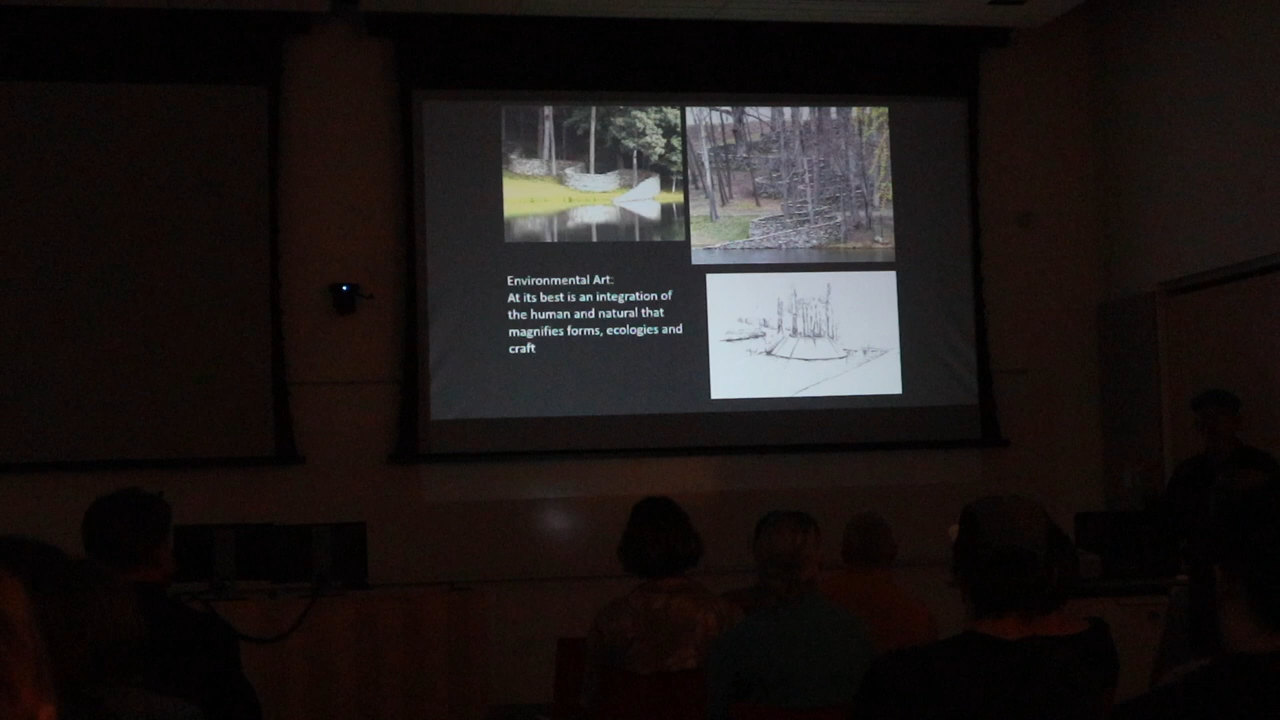 Environmental Art:
At its best is an integration of
the human and natural that
magnifies forms, ecologies and
craft